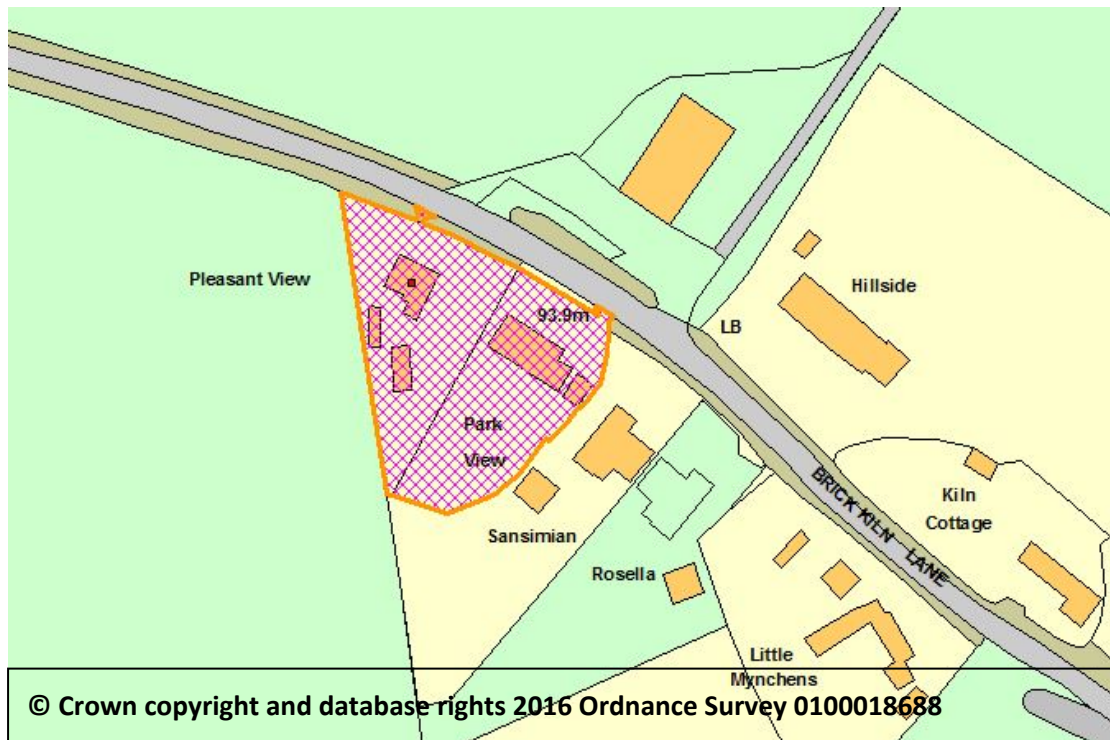 Pleasant View
Hillside
93.9m
LB
Park
View
BRICK KILN LANE
Kiln
Cottage
Sansimian
Rosella
Little
Mynchens
© Crown copyright and database rights 2016 Ordnance Survey 0100018688